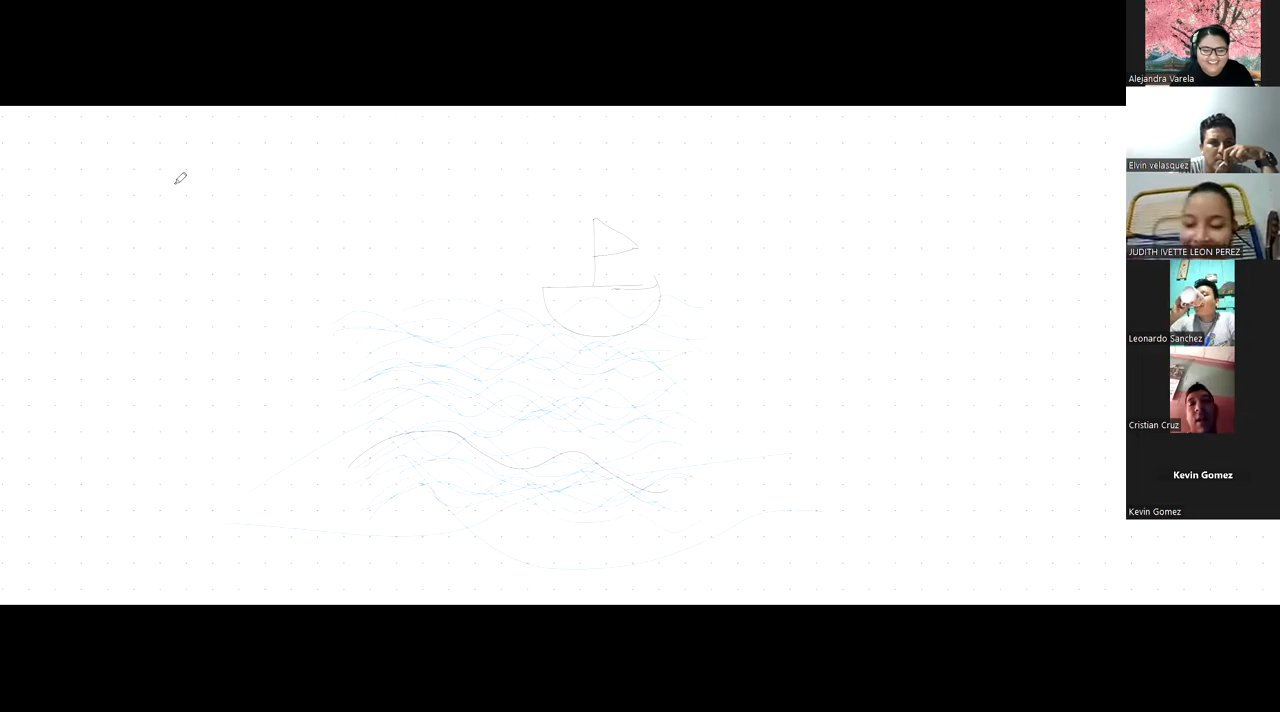 Alejandra Varela
Elvin velasquez
JUDITH IVETTE LEON PEREZ
Leonardo Sanchez
Cristian Cruz
Kevin Gomez
Kevin Gomez